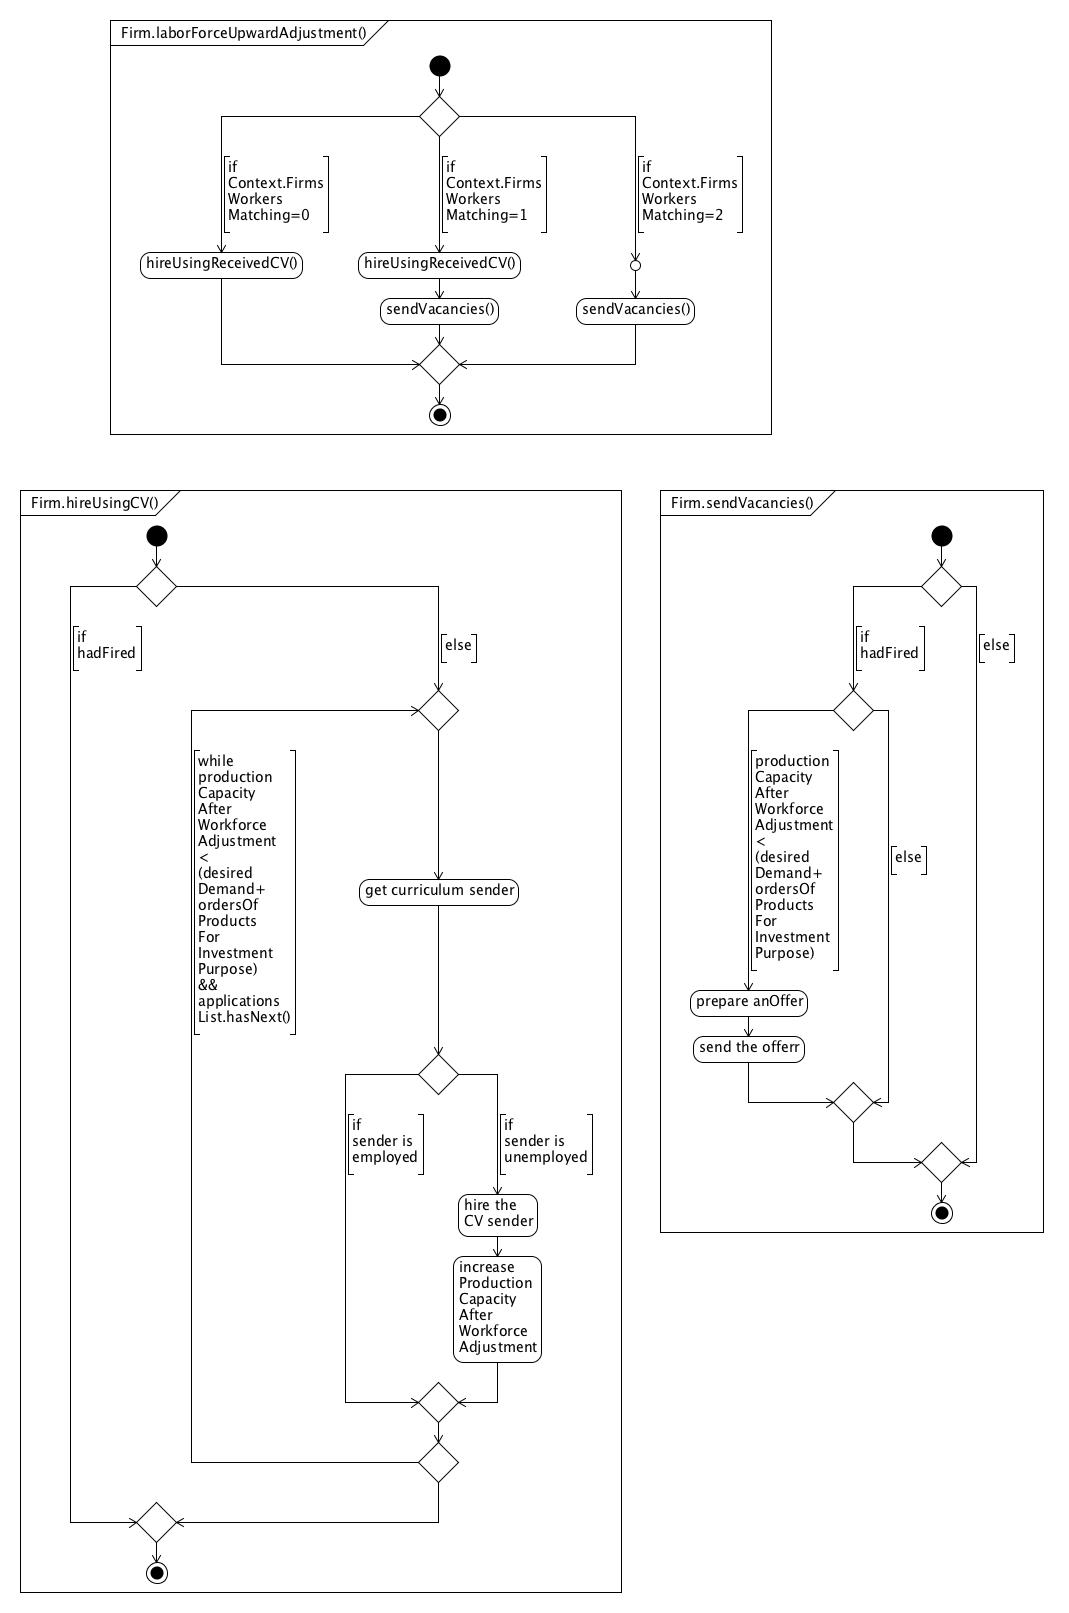 Firm.laborForceUpwardAdjustment()
if
Context.Firms
Workers
Matching=0
if
Context.Firms
Workers
Matching=1
if
Context.Firms
Workers
Matching=2
hireUsingReceivedCV()
hireUsingReceivedCV()
sendVacancies()
sendVacancies()
Firm.hireUsingCV()
if
hadFired
else
while
production
Capacity
After
Workforce
Adjustment
<
(desired
Demand+
ordersOf
Products
For
Investment
Purpose)
&&
applications
List.hasNext()
get curriculum sender
if
sender is
employed
if
sender is
unemployed
hire the
CV sender
increase
Production
Capacity
After
Workforce
Adjustment
Firm.sendVacancies()
if
hadFired
else
production
Capacity
After
Workforce
Adjustment
<
(desired
Demand+
ordersOf
Products
For
Investment
Purpose)
else
prepare anOffer
send the offerr